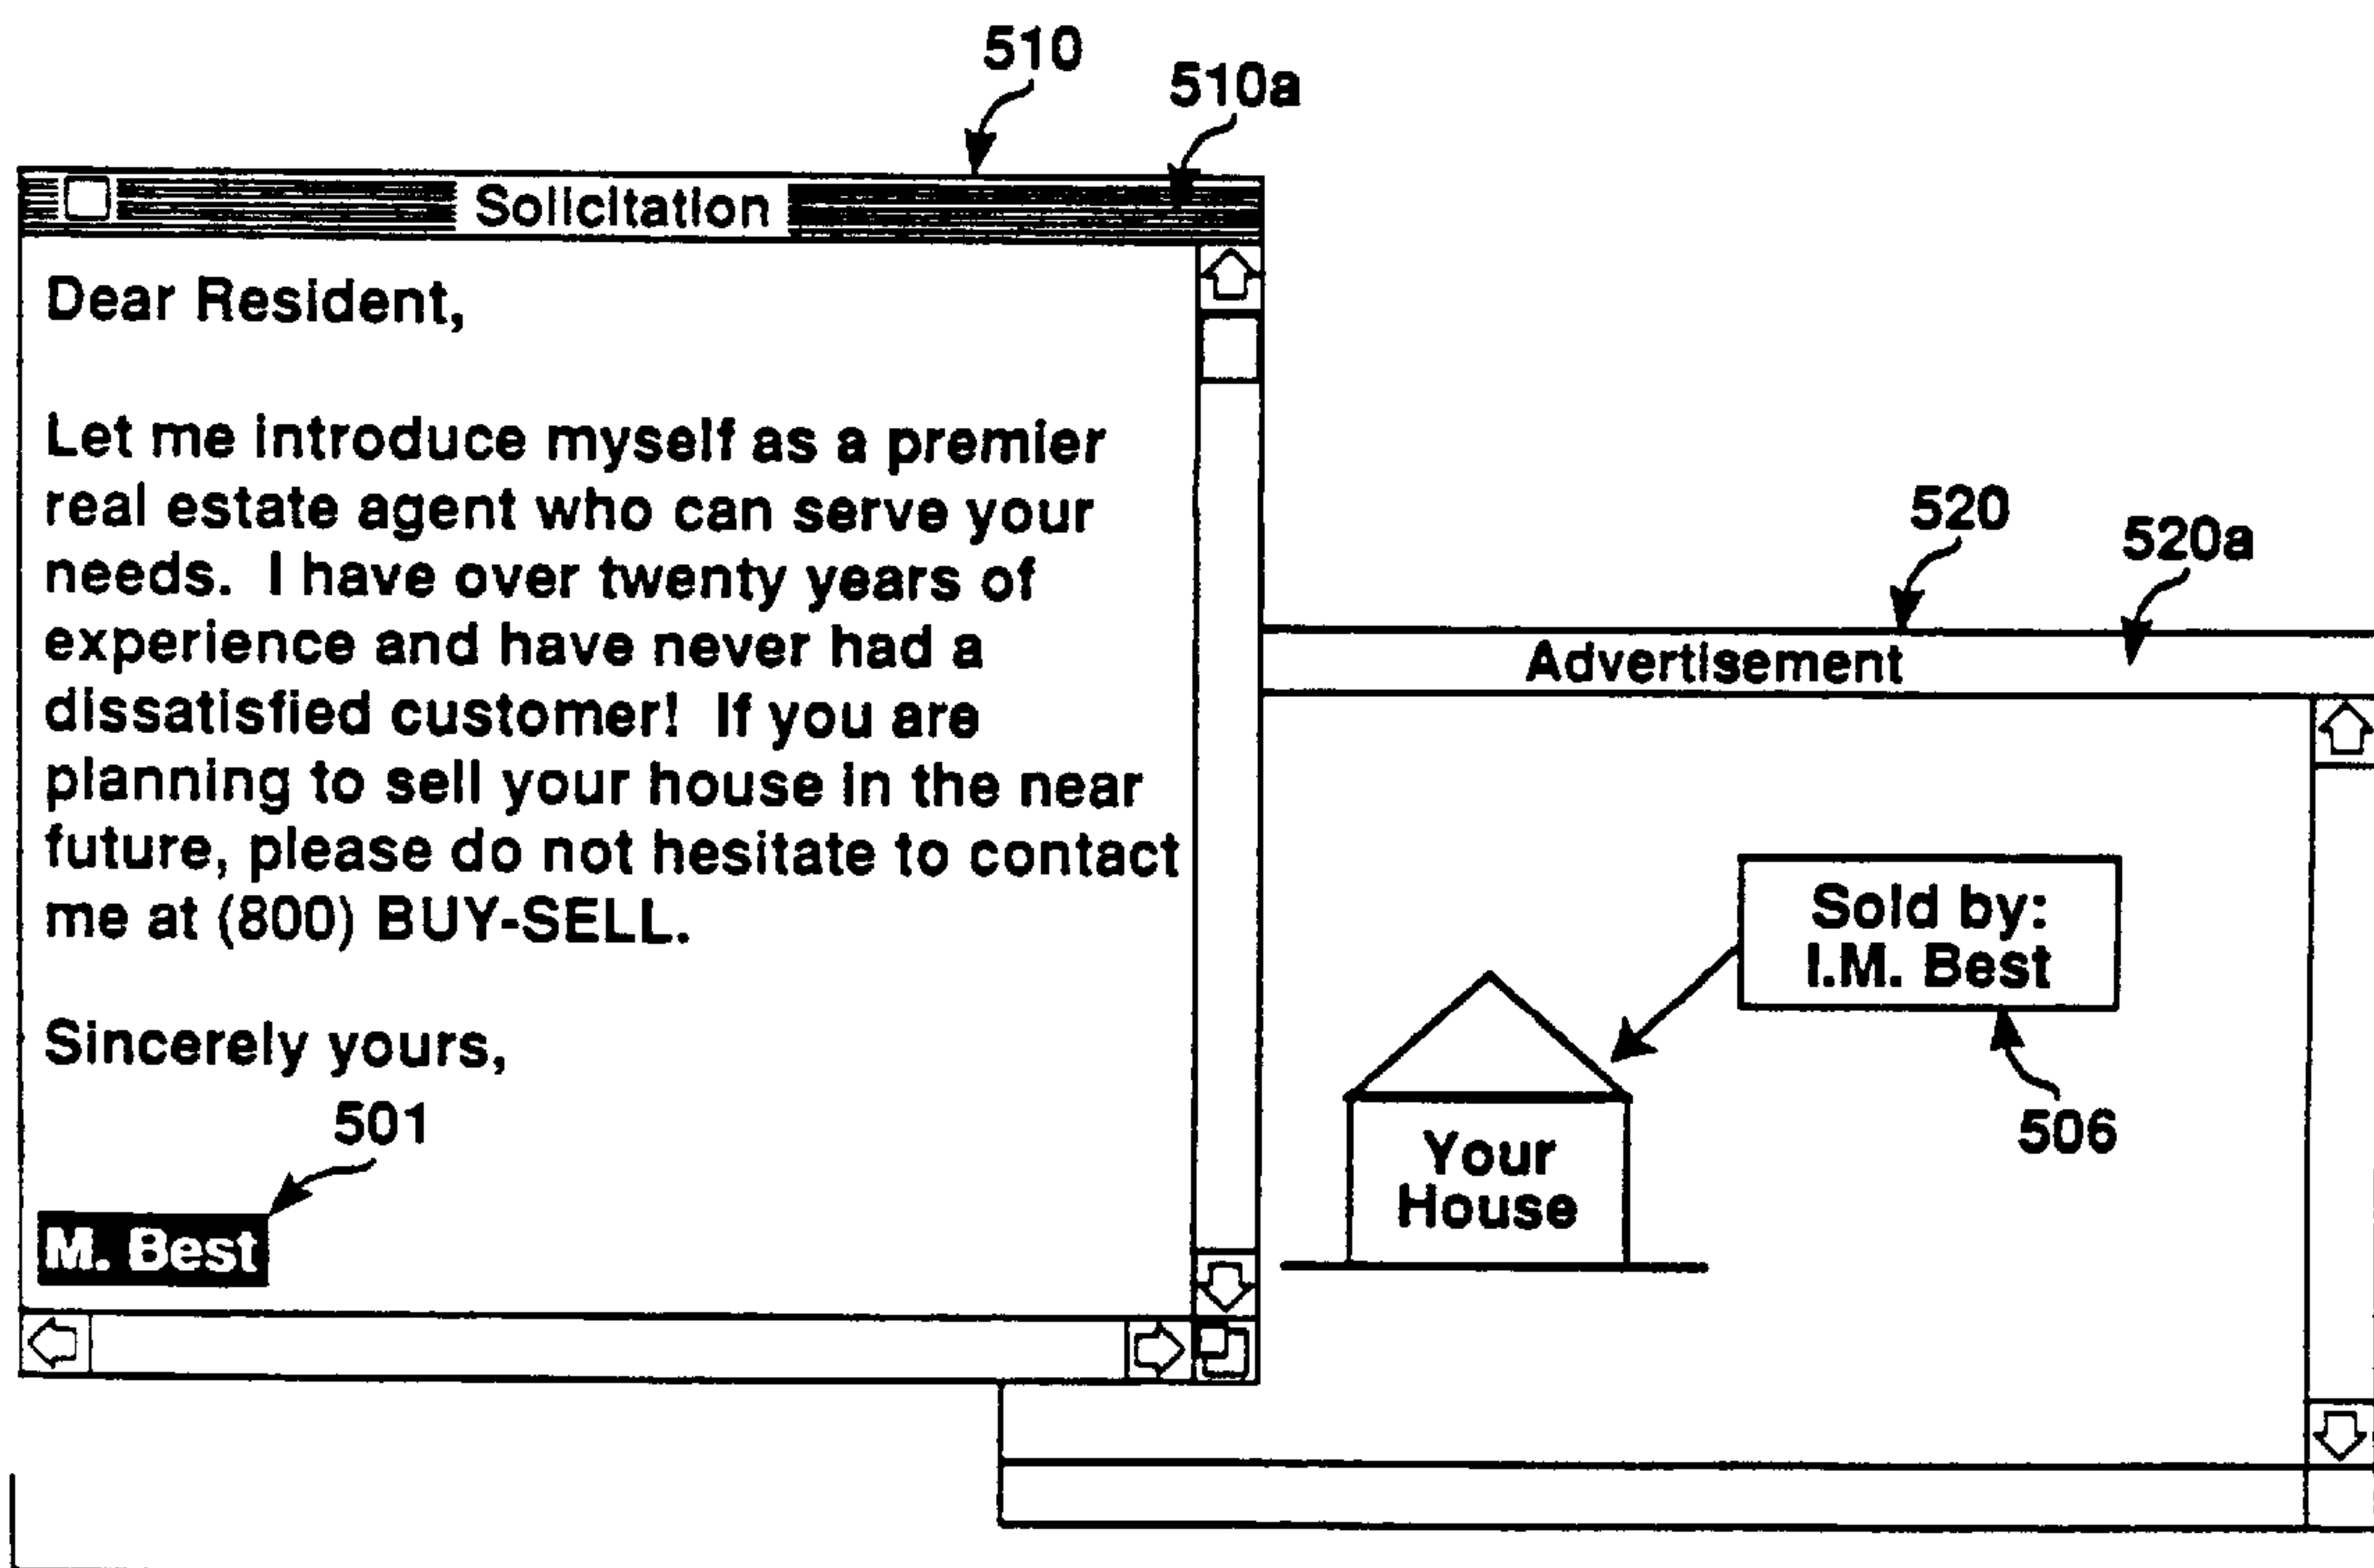 510
510a
Solicitation
Dear Resident,
Let me introduce myself as a premier
real estate agent who can serve your
needs. I have over twenty years of
experience and have never had a
dissatisfied customer! If you are
planning to sell your house in the near
future, please do not hesitate to contact
me at (800) BUY-SELL.
Sincerely yours,
501
M. Best
520
520a
Advertisement
Sold by:
I.M. Best
506
Your
House